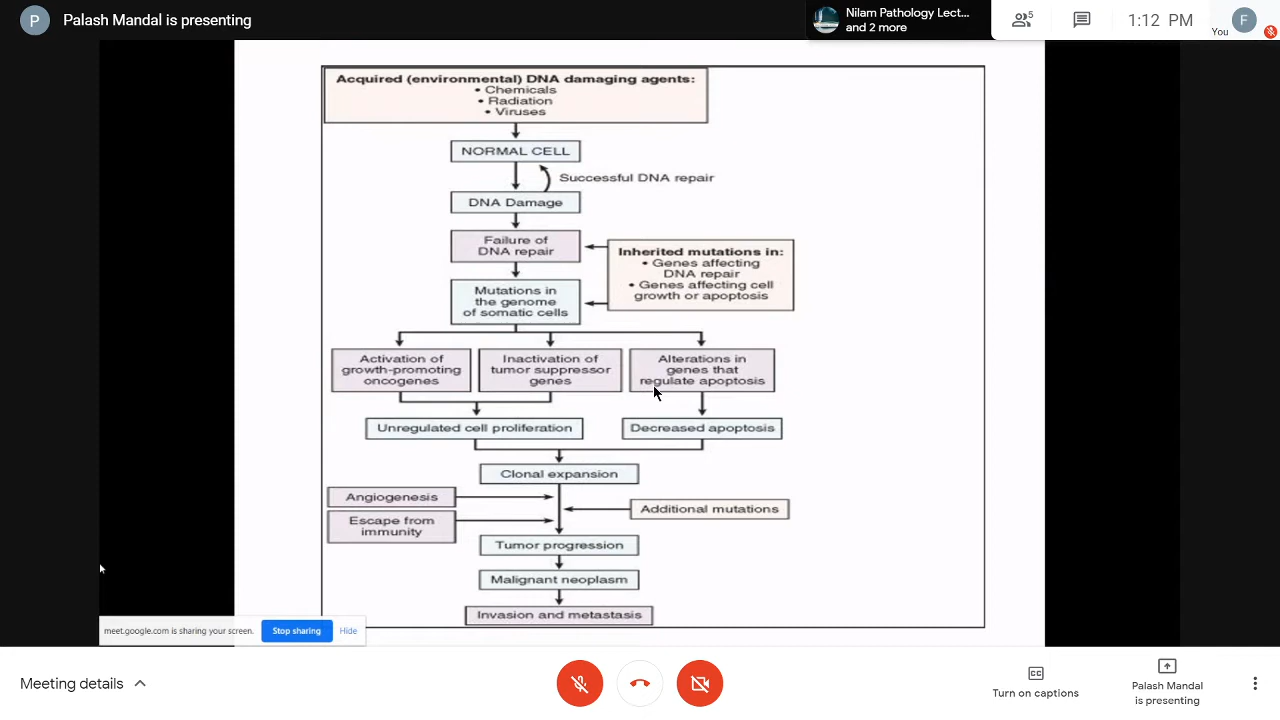 P
Palash Mandal is presenting
Nilam Pathology Lect...
and 2 more
5
1:12 PM
You
F
Acquired (environmental) DNA damaging agents:
• Chemicals
• Radiation
• Viruses
NORMAL CELL
Successful DNA repair
DNA Damage
Failure of
DNA repair
Inherited mutations in:
• Genes affecting
DNA repair
• Genes affecting cell
growth or apoptosis
Mutations in
the genome
of somatic cells
Activation of
growth-promoting
oncogenes
Inactivation of
tumor suppressor
genes
Alterations in
genes that
regulate apoptosis
Unregulated cell proliferation
Decreased apoptosis
Clonal expansion
Angiogenesis
Additional mutations
Escape from
immunity
Tumor progression
Malignant neoplasm
Invasion and metastasis
meet.google.com is sharing your screen.
Stop sharing
Hide
Meeting details
CC
Turn on captions
Palash Mandal
is presenting